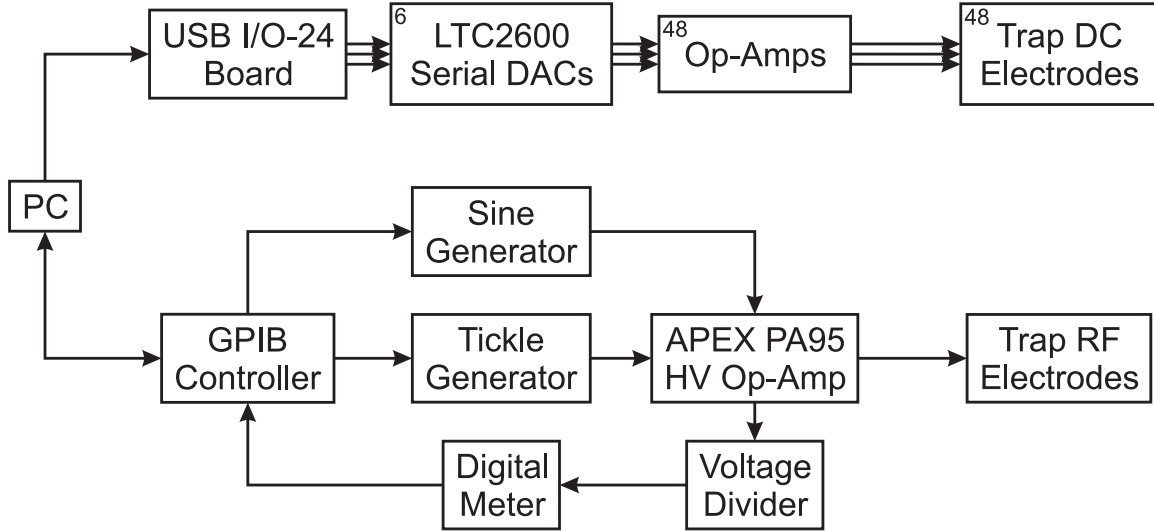 USB I/O-24
Board
6
LTC2600
Serial DACs
48
Op-Amps
48
Trap DC
Electrodes
PC
Sine
Generator
GPIB
Controller
Tickle
Generator
APEX PA95
HV Op-Amp
Trap RF
Electrodes
Digital
Meter
Voltage
Divider